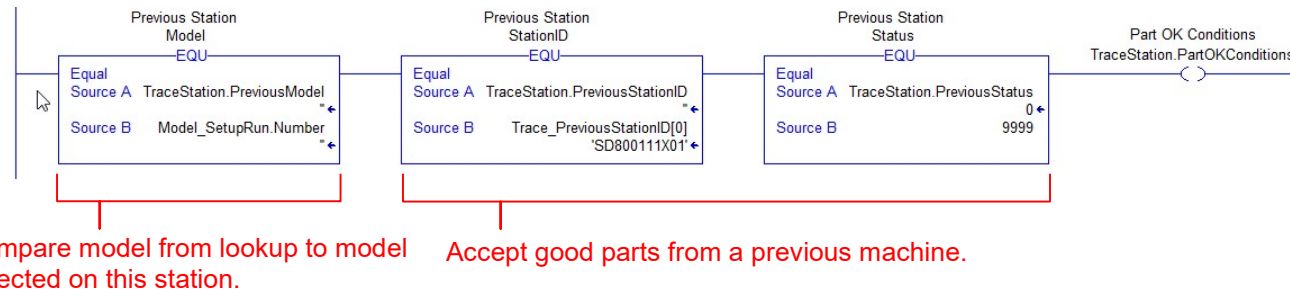 Previous Station
Model
EQU
Equal
Source A TraceStation.PreviousModel
''
Source B Model_SetupRun.Number
''
Previous Station
StationID
EQU
Equal
Source A TraceStation.PreviousStationID
''
Source B Trace_PreviousStationID[0]
'SD800111X01'
Previous Station
Status
EQU
Equal
Source A TraceStation.PreviousStatus
0
Source B 9999
Part OK Conditions
TraceStation.PartOKConditions
mpare model from lookup to model
ected on this station.
Accept good parts from a previous machine.